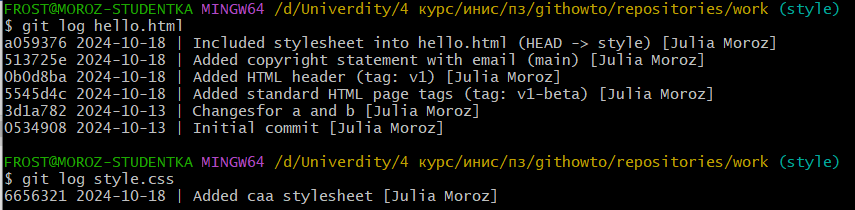 FROST@MOROZ-STUDENTKA MINGW64 /d/Univerdity/4 курс/инис/пз/githowto/repositories/work (style)
$ git log hello.html
a059376 2024-10-18 | Included stylesheet into hello.html (HEAD -> style) [Julia Moroz]
513725e 2024-10-18 | Added copyright statement with email (main) [Julia Moroz]
0b0d8ba 2024-10-18 | Added HTML header (tag: v1) [Julia Moroz]
5545d4c 2024-10-18 | Added standard HTML page tags (tag: v1-beta) [Julia Moroz]
3d1a782 2024-10-13 | Changesfor a and b [Julia Moroz]
0534908 2024-10-13 | Initial commit [Julia Moroz]
FROST@MOROZ-STUDENTKA MINGW64 /d/Univerdity/4 курс/инис/пз/githowto/repositories/work (style)
$ git log style.css
6656321 2024-10-18 | Added caa stylesheet [Julia Moroz]